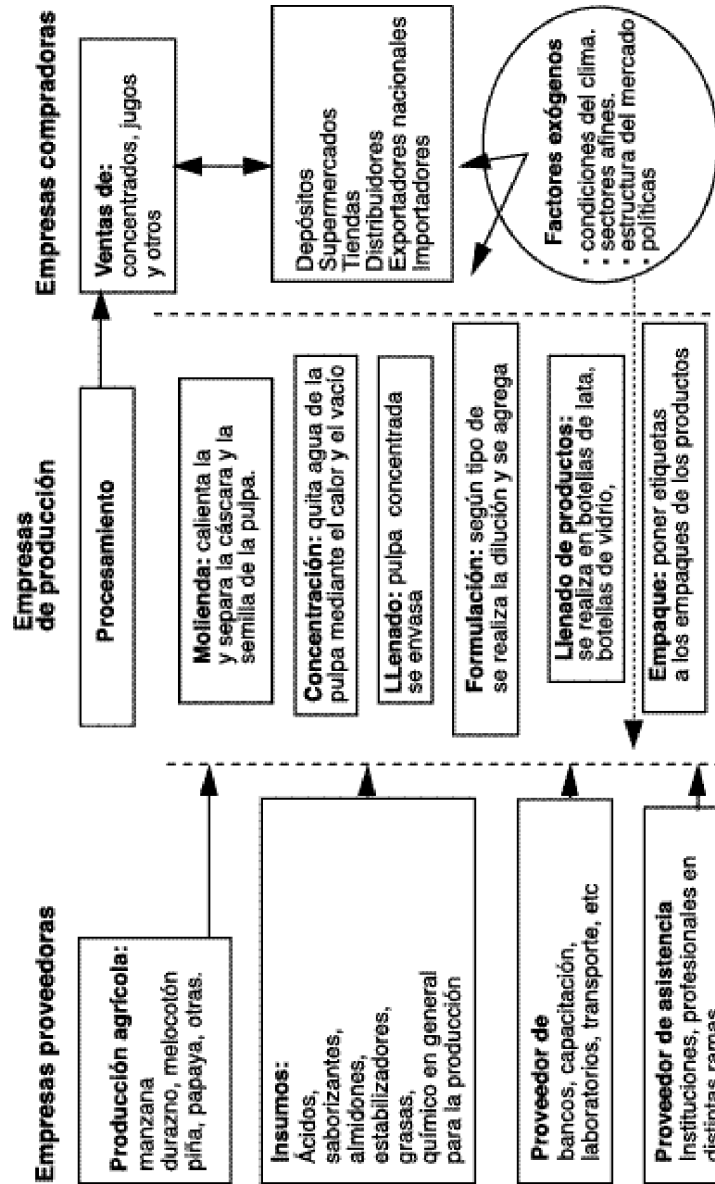 Empresas proveedoras
Producción agrícola:
manzana
durazno, melocotón
piña, papaya, otras.
Insumos:
Ácidos,
saborizantes,
almidones,
estabilizadores,
grasas,
químico en general
para la producción
Proveedor de
bancos, capacitación,
laboratorios, transporte, etc
Proveedor de asistencia
Instituciones, profesionales en
distintas ramas
Empresas
de producción
Procesamiento
Molienda: calienta la
y separa la cáscara y la
semilla de la pulpa.
Concentración: quita agua de la
pulpa mediante el calor y el vacío
LLenado: pulpa concentrada
se envasa
Formulación: según tipo de
se realiza la dilución y se agrega
Llenado de productos:
se realiza en botellas de lata,
botellas de vidrio,
Empaque: poner etiquetas
a los empaques de los productos
Empresas compradoras
Ventas de:
concentrados, jugos
y otros
Depósitos
Supermercados
Tiendas
Distribuidores
Exportadores nacionales
Importadores
Factores exógenos
· condiciones del clima.
· sectores afines.
· estructura del mercado
· políticas